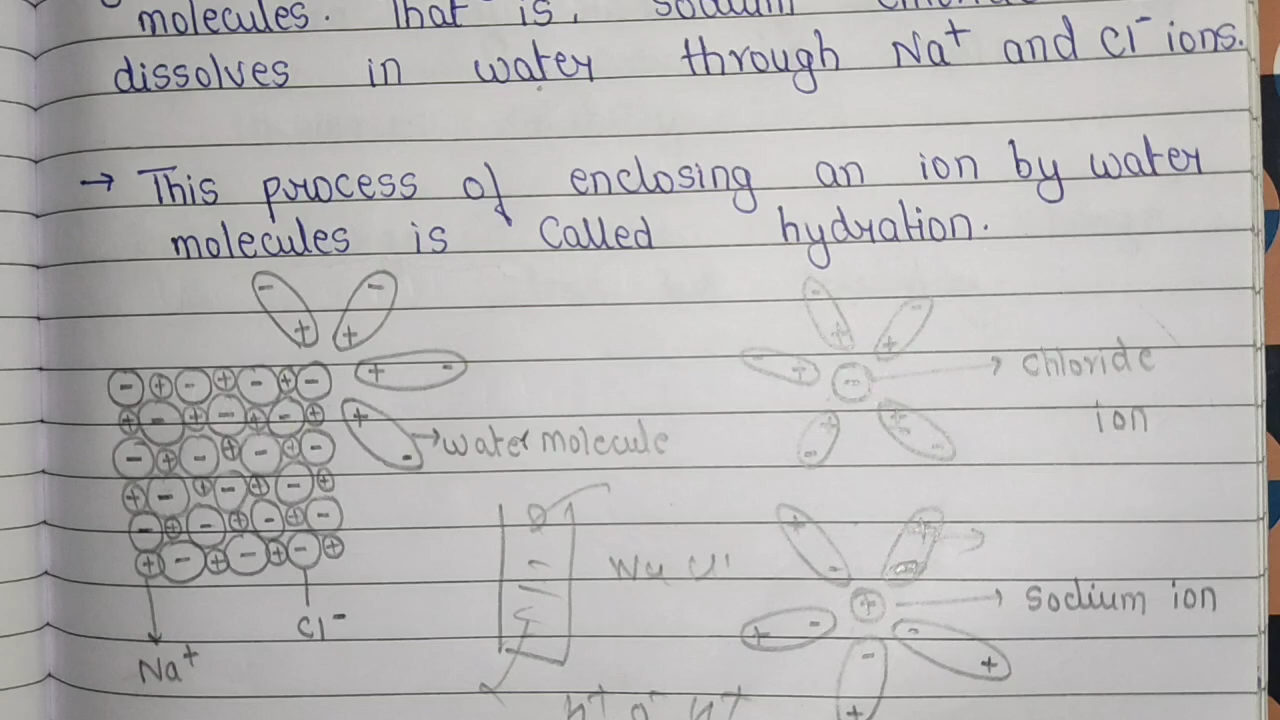 molecules. That is, sodium
dissolves in water through Na⁺ and Cl⁻ ions.
→ This process of enclosing an ion by water
molecules is called hydration.
→ water molecule
→ chloride
ion
→ Sodium ion
Cl⁻
Na⁺